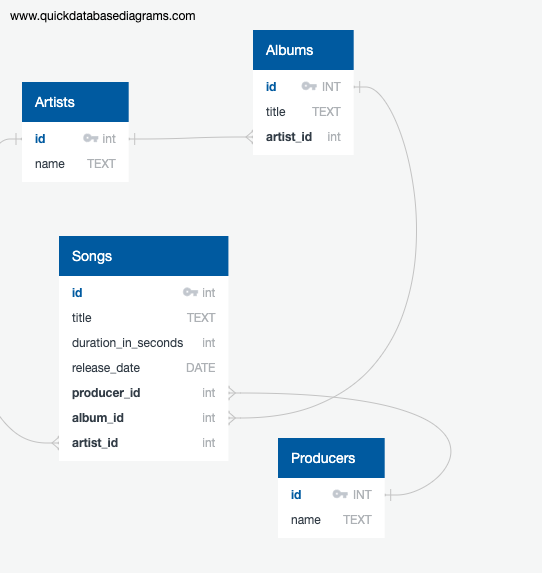 www.quickdatabasediagrams.com
Albums
id INT
title TEXT
artist_id int
Artists
id int
name TEXT
Songs
id int
title TEXT
duration_in_seconds int
release_date DATE
producer_id int
album_id int
artist_id int
Producers
id INT
name TEXT